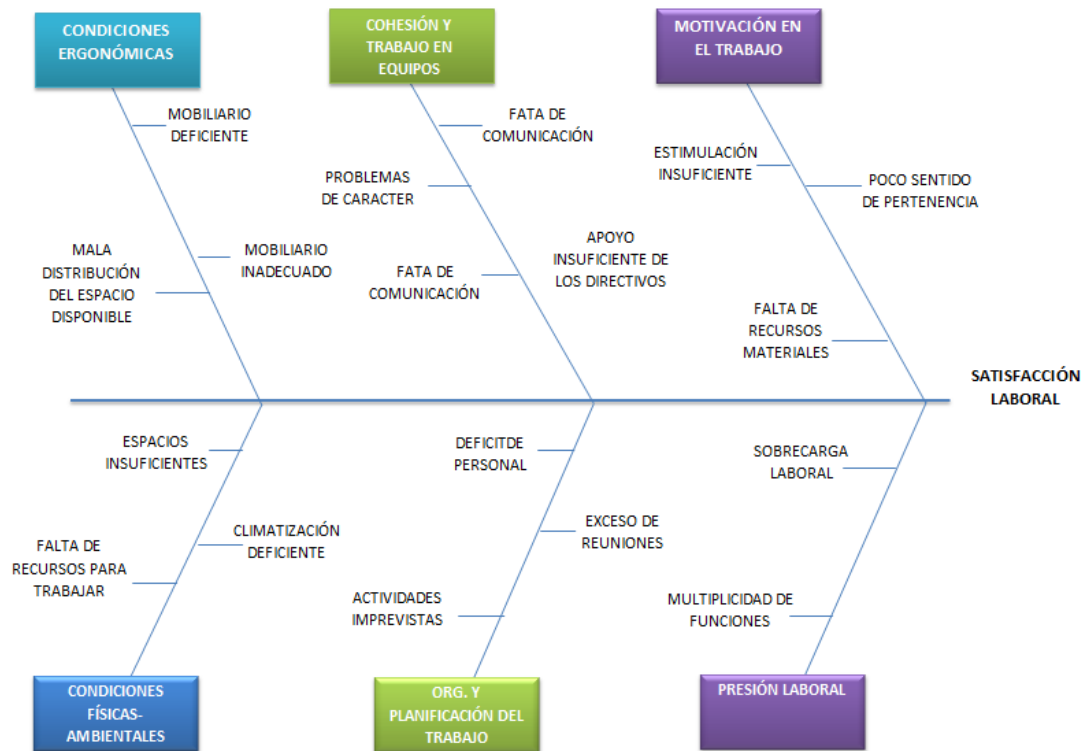 CONDICIONES
ERGONÓMICAS
COHESIÓN Y
TRABAJO EN
EQUIPOS
MOTIVACIÓN EN
EL TRABAJO
MOBILIARIO
DEFICIENTE
MALA
DISTRIBUCIÓN
DEL ESPACIO
DISPONIBLE
MOBILIARIO
INADECUADO
FATA DE
COMUNICACIÓN
PROBLEMAS
DE CARACTER
FATA DE
COMUNICACIÓN
APOYO
INSUFICIENTE DE
LOS DIRECTIVOS
ESTIMULACIÓN
INSUFICIENTE
POCO SENTIDO
DE PERTENENCIA
FALTA DE
RECURSOS
MATERIALES
SATISFACCIÓN
LABORAL
ESPACIOS
INSUFICIENTES
CLIMATIZACIÓN
DEFICIENTE
FALTA DE
RECURSOS PARA
TRABAJAR
DEFICITDE
PERSONAL
EXCESO DE
REUNIONES
ACTIVIDADES
IMPREVISTAS
SOBRECARGA
LABORAL
MULTIPLICIDAD DE
FUNCIONES
CONDICIONES
FÍSICAS-
AMBIENTALES
ORG. Y
PLANIFICACIÓN DEL
TRABAJO
PRESIÓN LABORAL